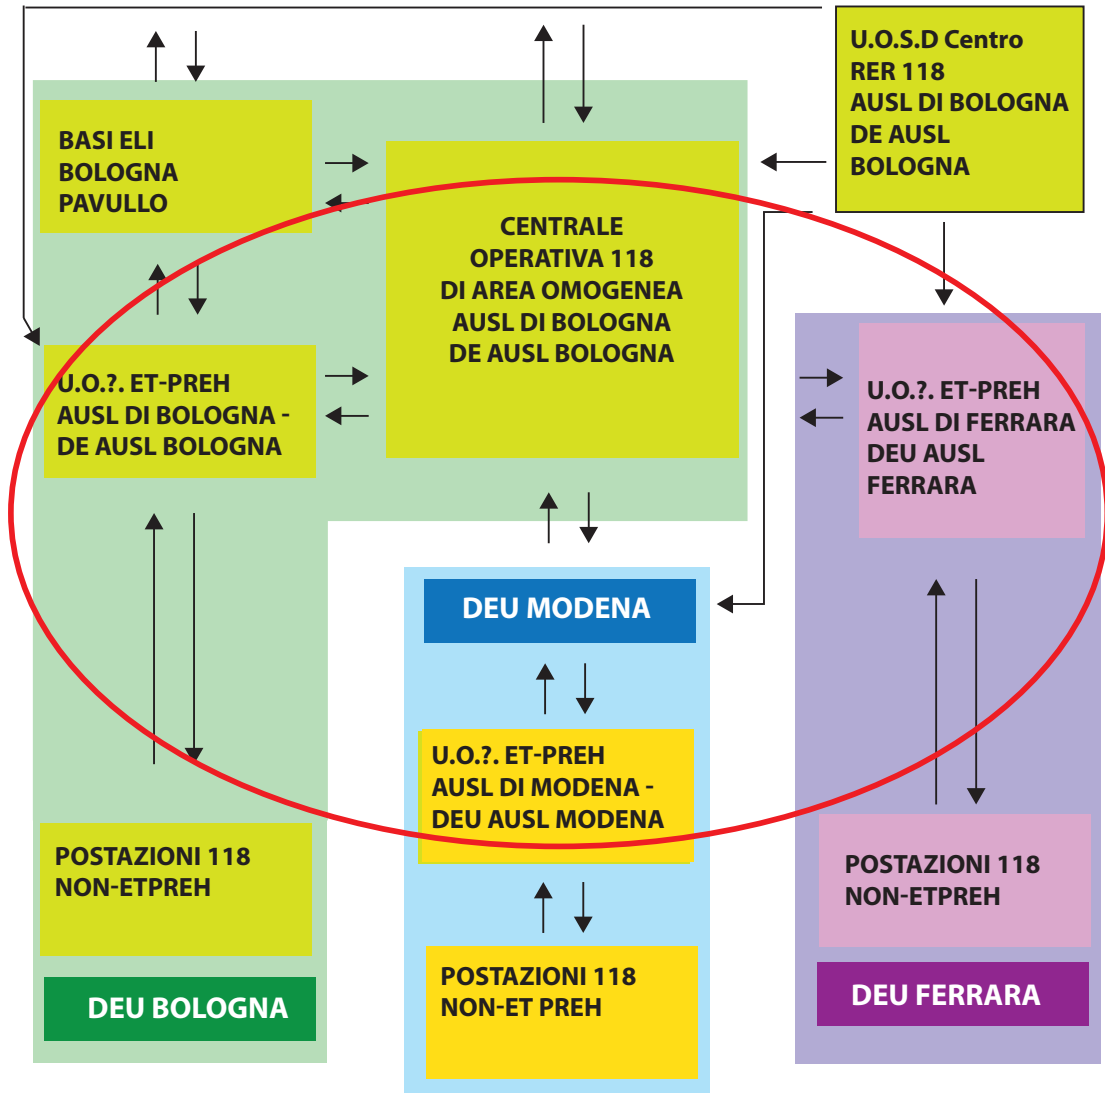 U.O.S.D Centro
RER 118
AUSL DI BOLOGNA
DE AUSL
BOLOGNA
BASI ELI
BOLOGNA
PAVULLO
CENTRALE
OPERATIVA 118
DI AREA OMOGENEA
AUSL DI BOLOGNA
DE AUSL BOLOGNA
U.O.?. ET-PREH
AUSL DI BOLOGNA -
DE AUSL BOLOGNA
U.O.?. ET-PREH
AUSL DI FERRARA
DEU AUSL
FERRARA
DEU MODENA
U.O.?. ET-PREH
AUSL DI MODENA -
DEU AUSL MODENA
POSTAZIONI 118
NON-ETPREH
POSTAZIONI 118
NON-ETPREH
POSTAZIONI 118
NON-ET PREH
DEU BOLOGNA
DEU FERRARA